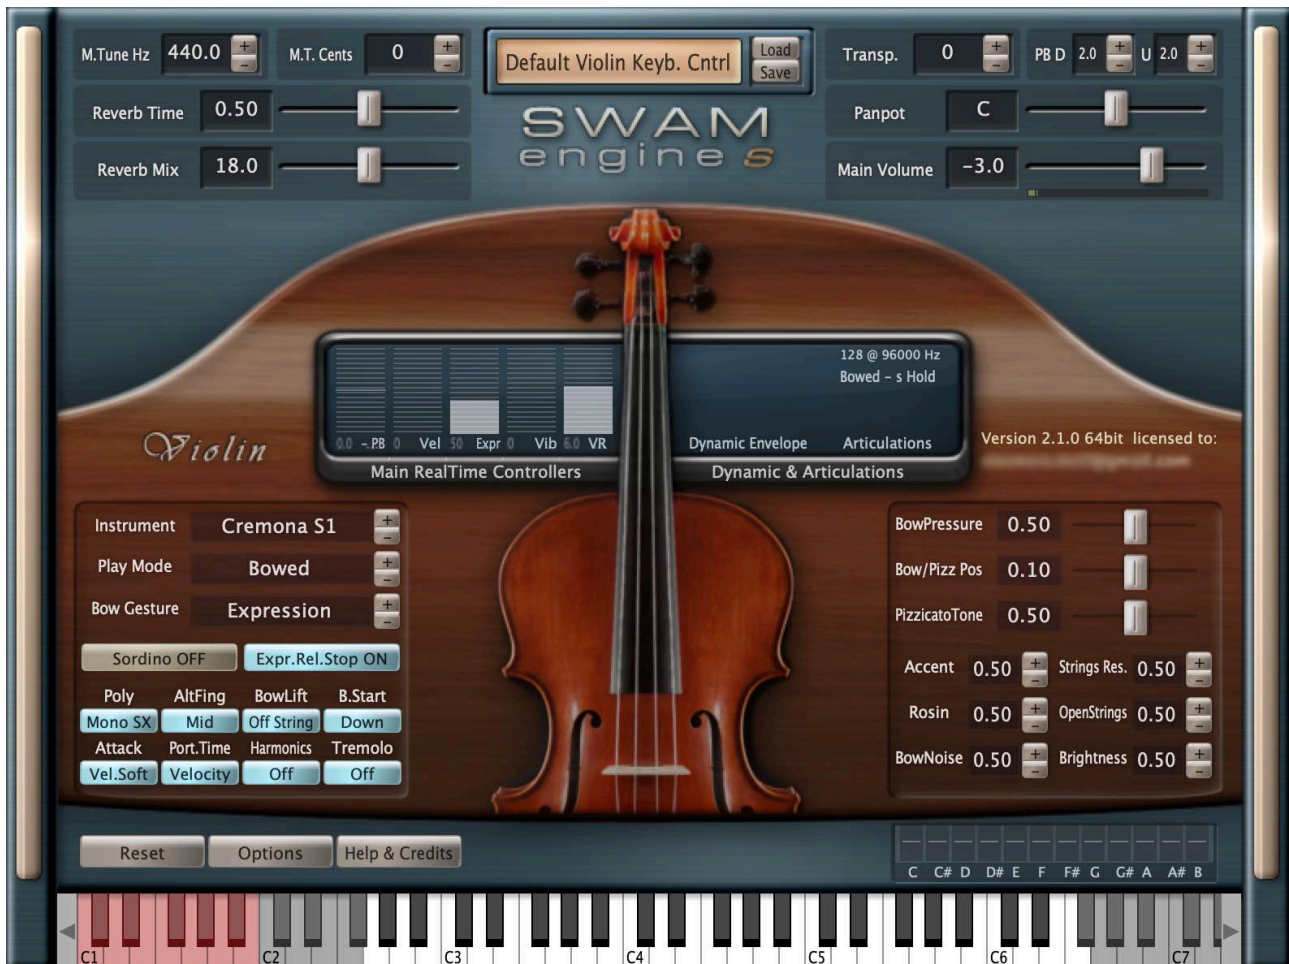 M.Tune Hz 440.0 + - M.T. Cents 0 + -
Default Violin Keyb. Cntrl
Load
Save
Transp. 0 + - PB D 2.0 + - U 2.0 + -
Reverb Time 0.50
Panpot C
SWAM
engine s
Reverb Mix 18.0
Main Volume -3.0
128 @ 96000 Hz
Bowed - s Hold
0.0 -.PB 0 Vel 50 Expr 0 Vib 6.0 VR
Dynamic Envelope Articulations
Main RealTime Controllers
Dynamic & Articulations
Violin
Version 2.1.0 64bit licensed to:
Instrument Cremona S1 + -
Play Mode Bowed + -
Bow Gesture Expression + -
Sordino OFF Expr.Rel.Stop ON
Poly AltFing BowLift B.Start
Mono SX Mid Off String Down
Attack Port.Time Harmonics Tremolo
Vel.Soft Velocity Off Off
BowPressure 0.50
Bow/Pizz Pos 0.10
PizzicatoTone 0.50
Accent 0.50 + - Strings Res. 0.50 + -
Rosin 0.50 + - OpenStrings 0.50 + -
BowNoise 0.50 + - Brightness 0.50 + -
Reset Options Help & Credits
C C# D D# E F F# G G# A A# B
C1 C2 C3 C4 C5 C6 C7